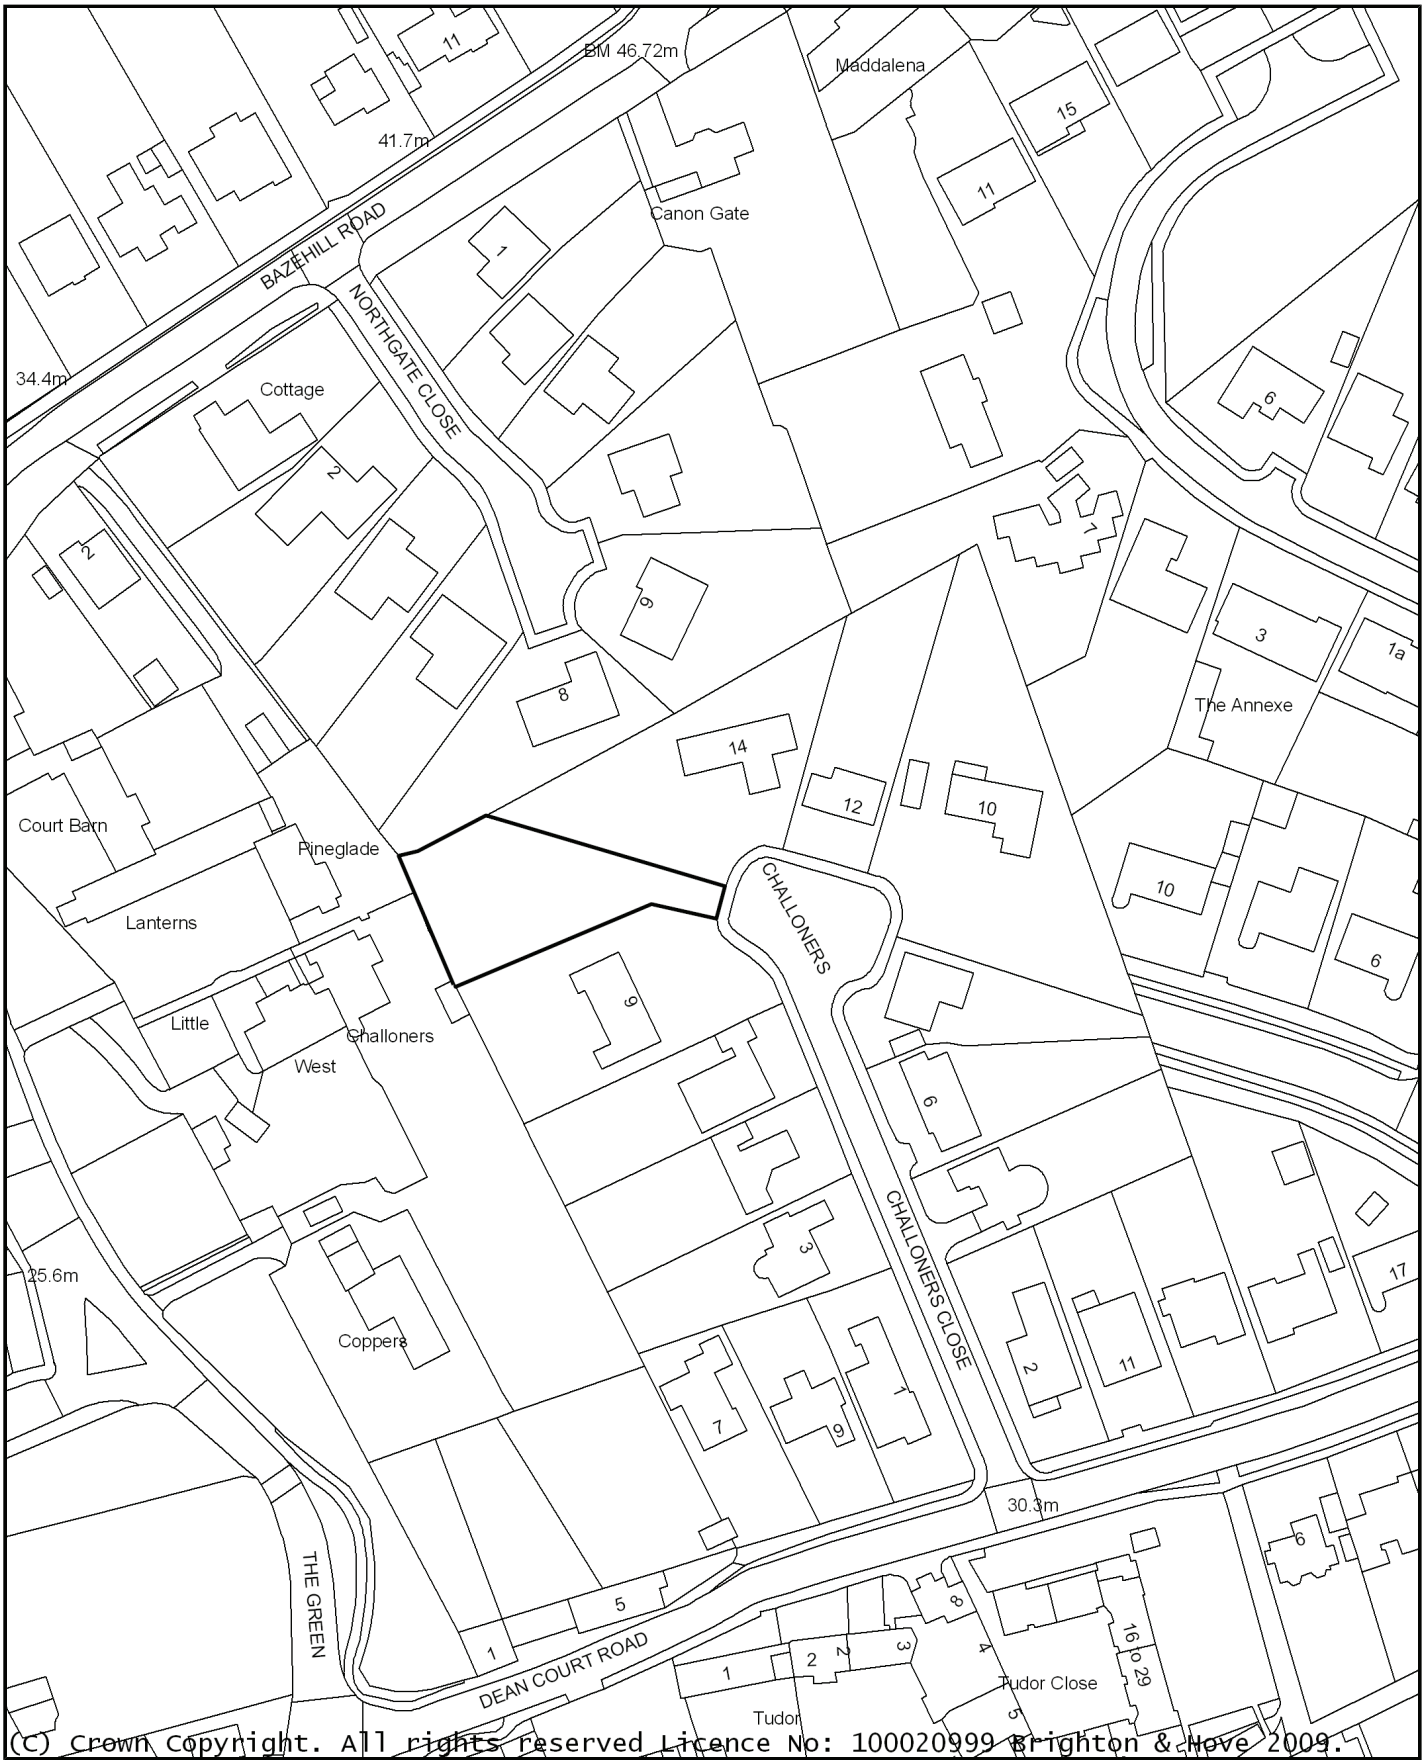 11
BM 46.72m
Maddalena
15
41.7m
11
Canon Gate
BAZEHILL ROAD
1
NORTHGATE CLOSE
34.4m
Cottage
6
2
2
7
9
3
1a
8
The Annexe
14
12
10
Court Barn
Pineglade
10
Lanterns
CHALLONERS
6
9
Little
Challoners
West
6
CHALLONERS CLOSE
3
25.6m
17
Coppers
2
11
1
7
9
30.3m
6
THE GREEN
5
8
1
DEAN COURT ROAD
1
2
2
3
4
16 to 29
Tudor Close
5
Tudor
(C) Crown Copyright. All rights reserved Licence No: 100020999 Brighton & Hove 2009.